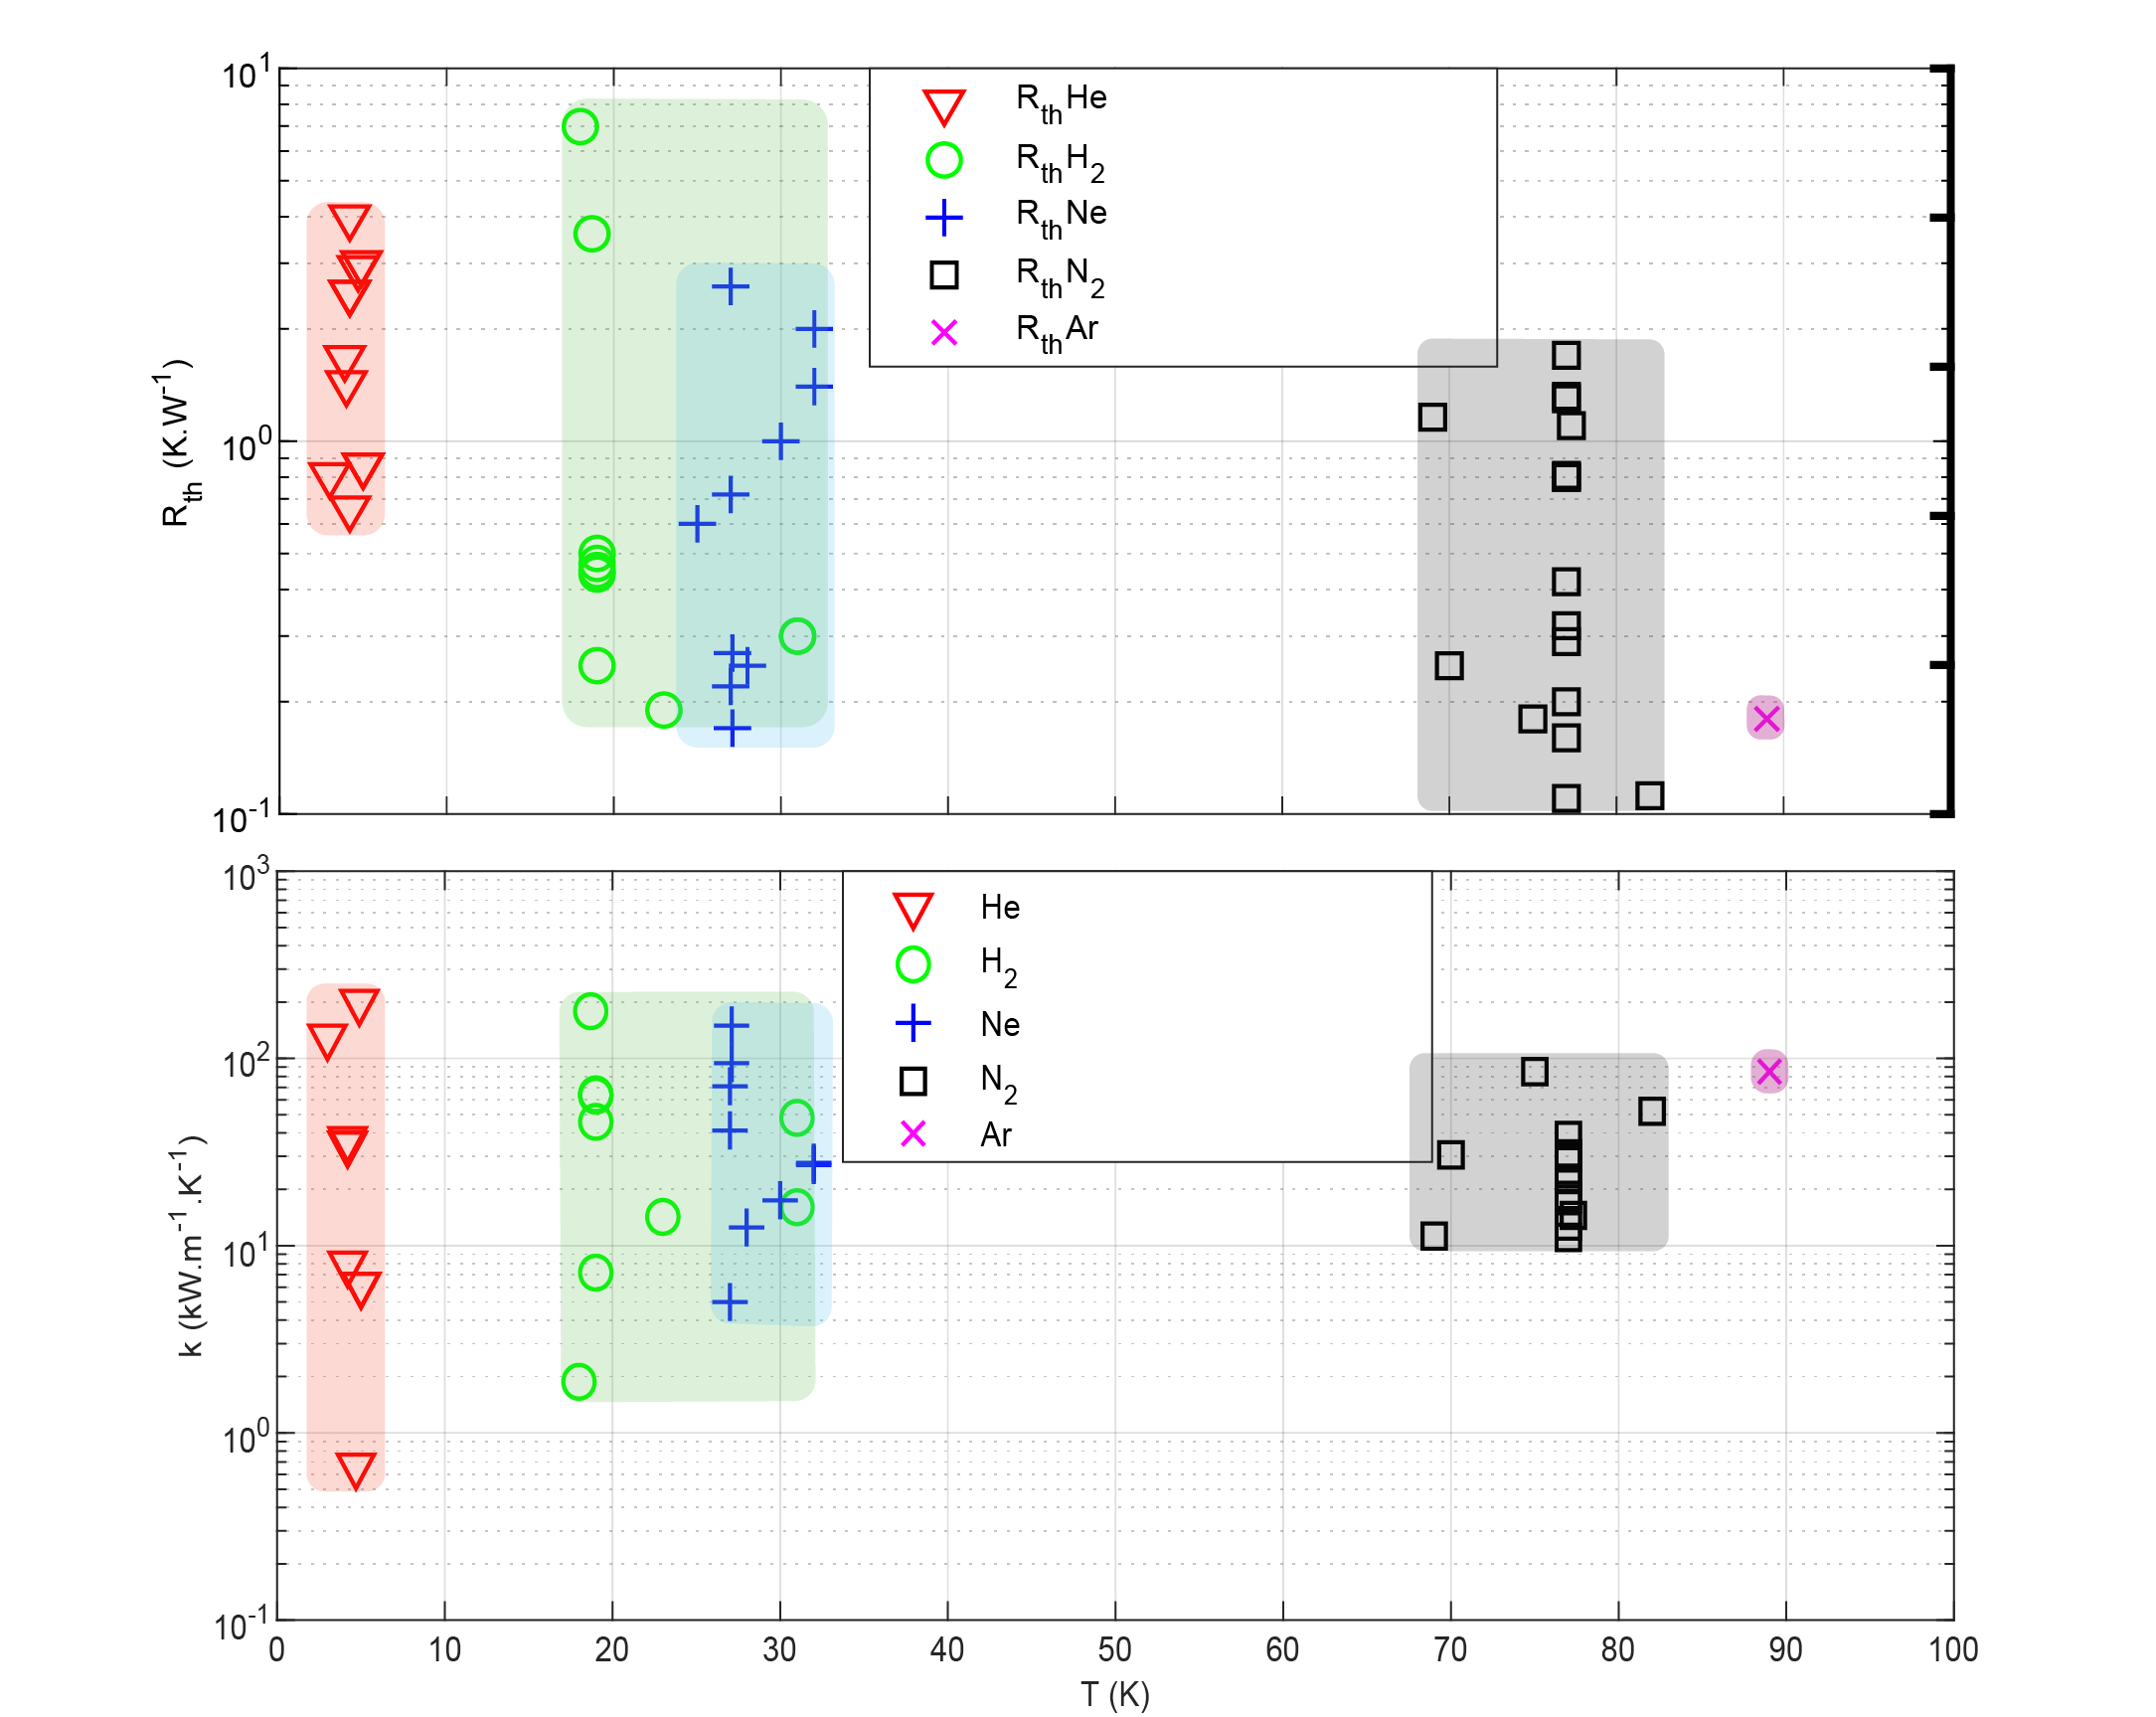 10^1
R_th He
R_th H_2
R_th Ne
R_th N_2
R_th Ar
R_th (K.W^-1)
10^0
10^-1
10^3
He
H_2
Ne
N_2
Ar
10^2
k (kW.m^-1.K^-1)
10^1
10^0
10^-1
0 10 20 30 40 50 60 70 80 90 100
T (K)